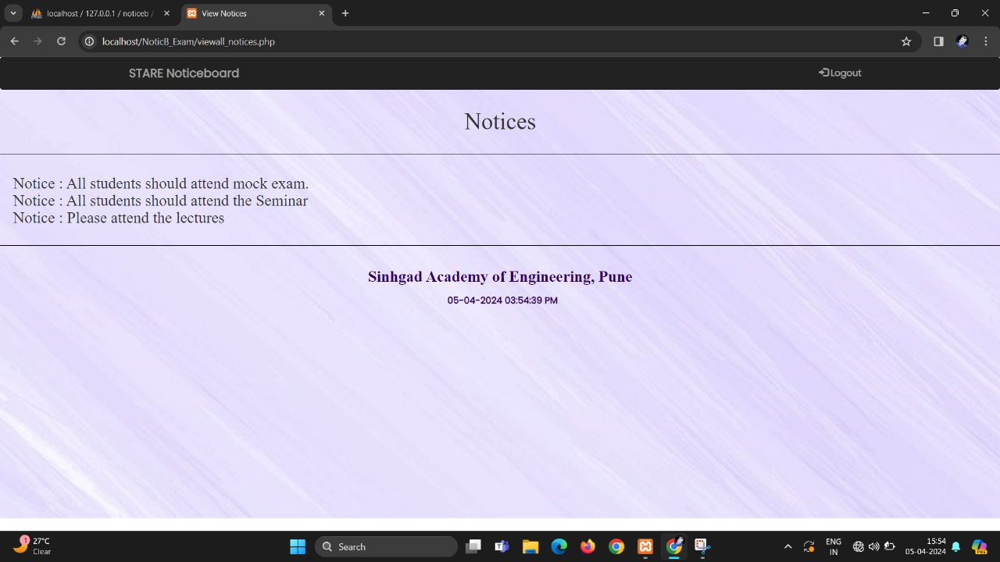 localhost / 127.0.0.1 / noticeb /
View Notices
localhost/NoticB_Exam/viewall_notices.php
STARE Noticeboard
Logout
Notices
Notice : All students should attend mock exam.
Notice : All students should attend the Seminar
Notice : Please attend the lectures
Sinhgad Academy of Engineering, Pune
05-04-2024 03:54:39 PM
1
27°C
Clear
Search
ENG
IN
15:54
05-04-2024
PRE